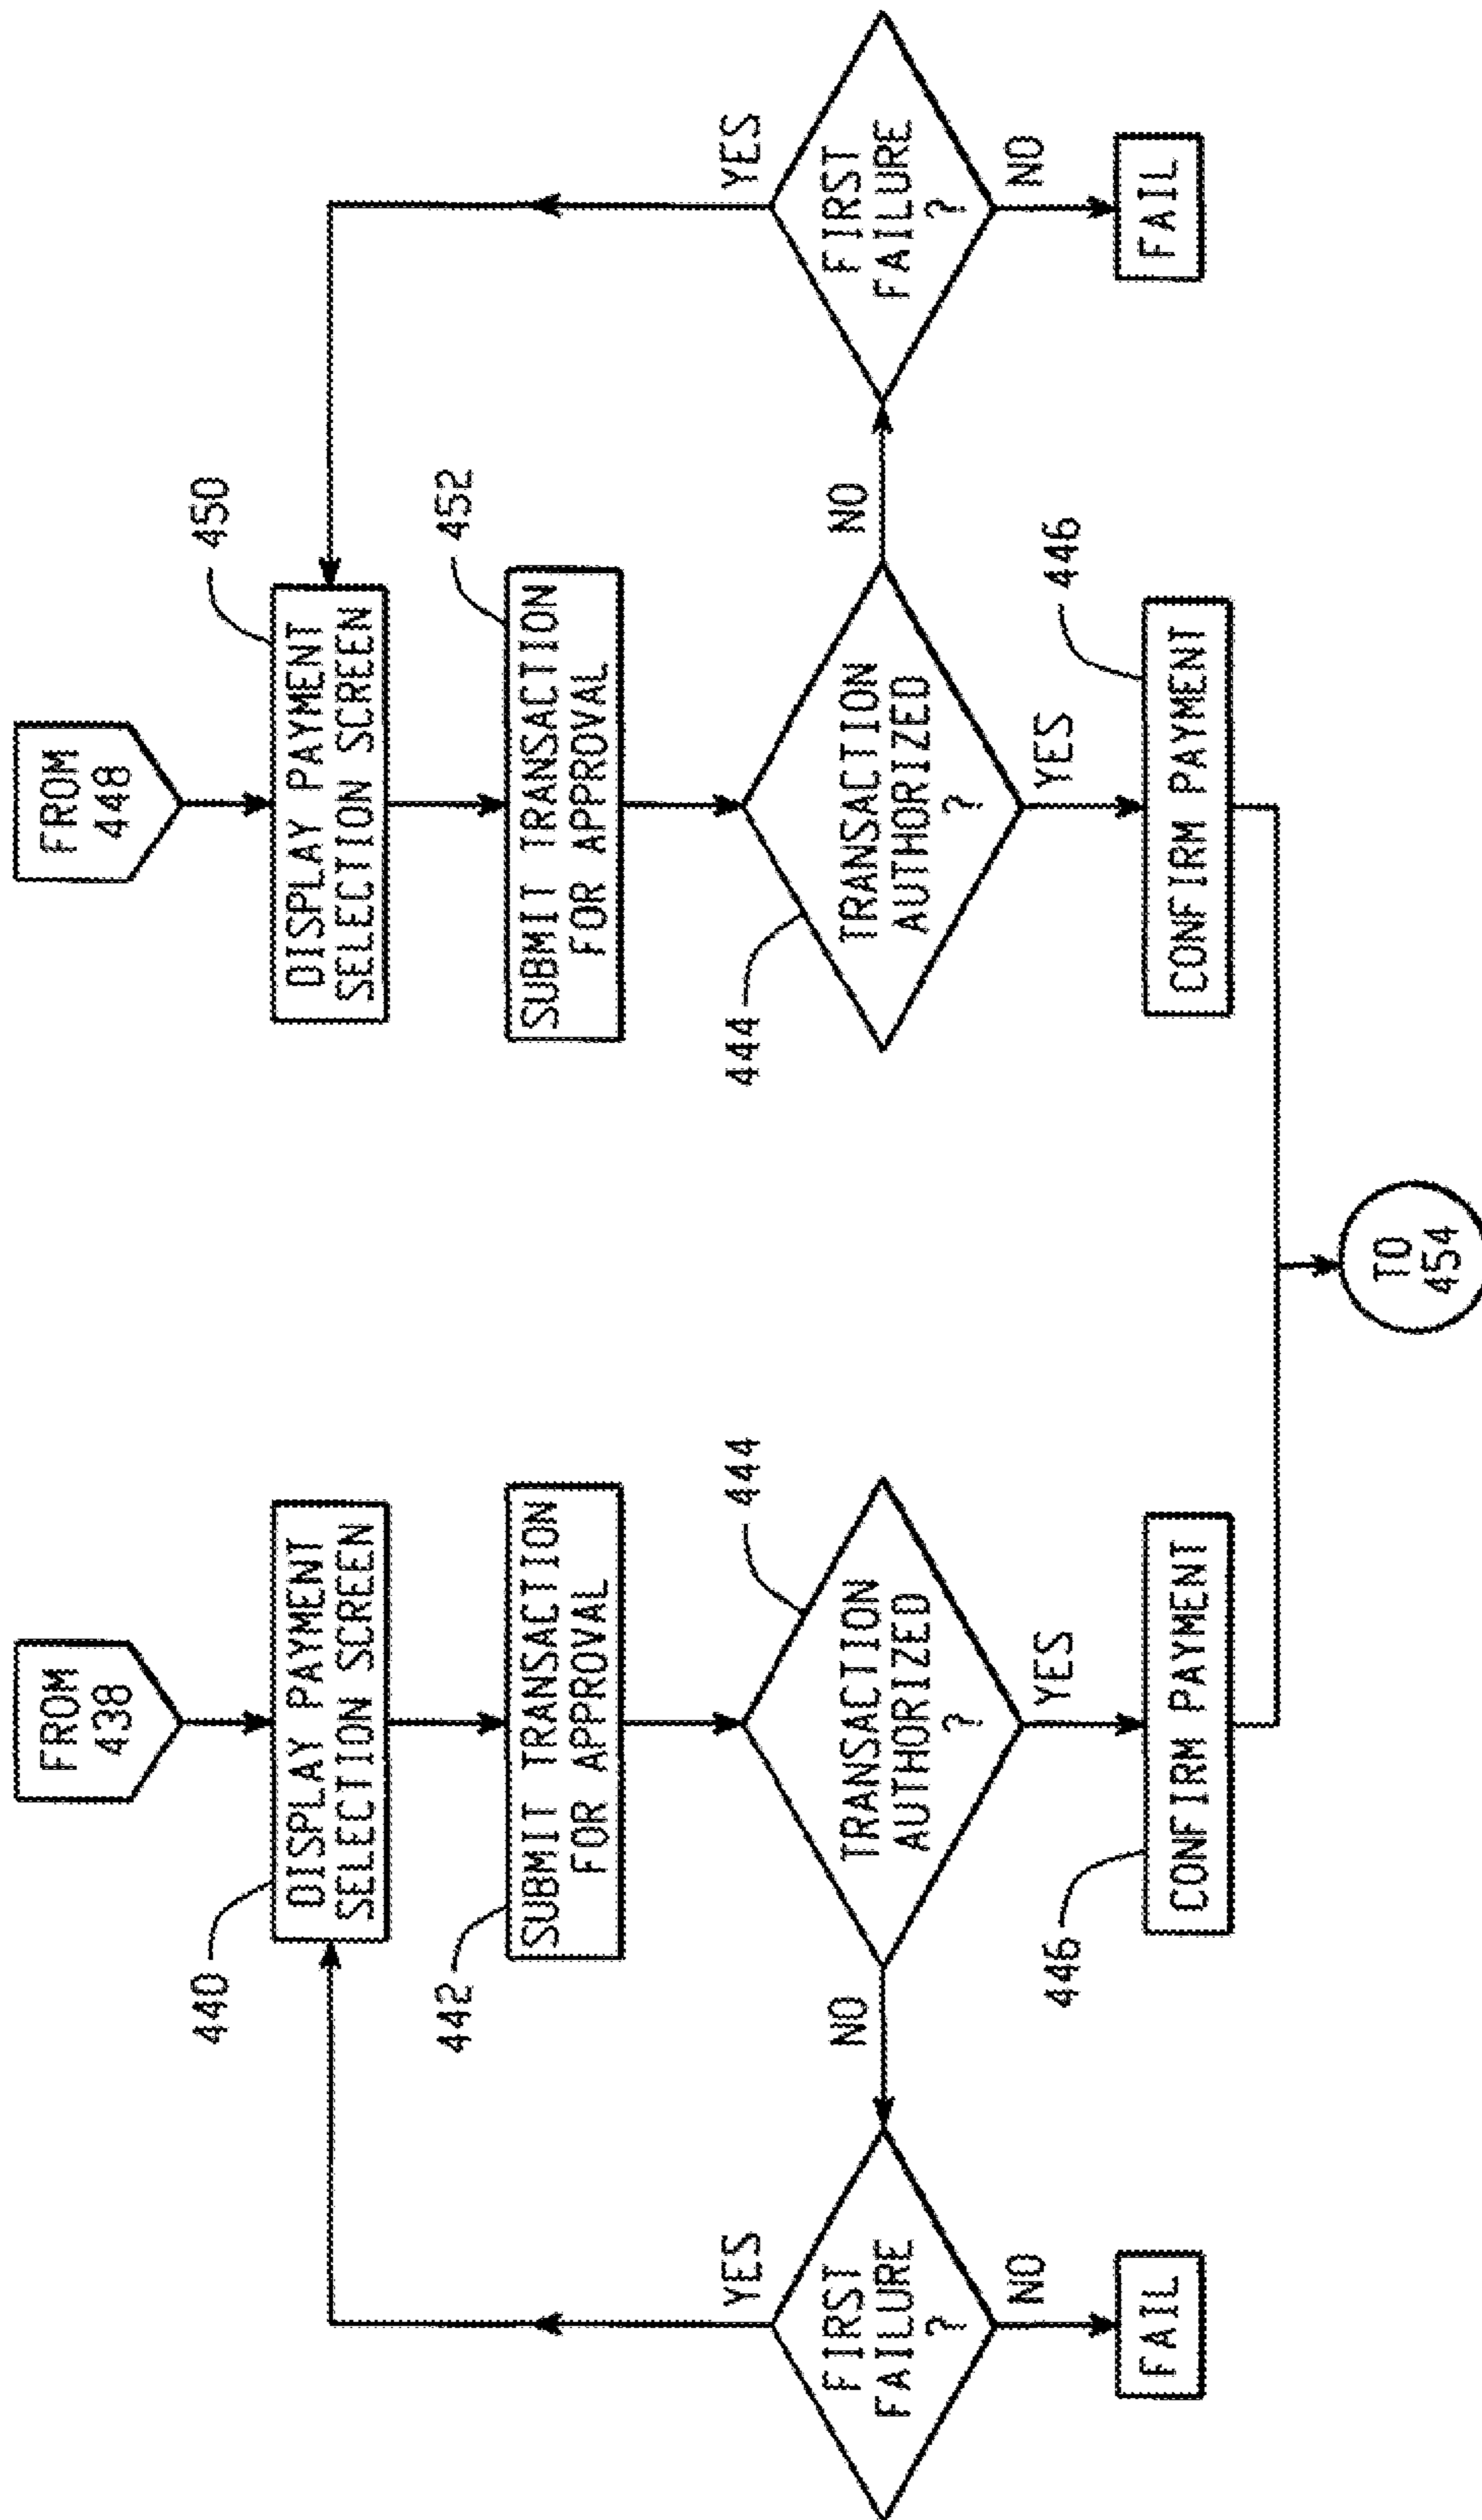 FROM
438
440
DISPLAY PAYMENT
SELECTION SCREEN
442
SUBMIT TRANSACTION
FOR APPROVAL
444
TRANSACTION
AUTHORIZED
?
NO
YES
FIRST
FAILURE
?
YES
NO
FAIL
446
CONFIRM PAYMENT
FROM
448
450
DISPLAY PAYMENT
SELECTION SCREEN
452
SUBMIT TRANSACTION
FOR APPROVAL
444
TRANSACTION
AUTHORIZED
?
NO
YES
FIRST
FAILURE
?
YES
NO
FAIL
446
CONFIRM PAYMENT
TO
454